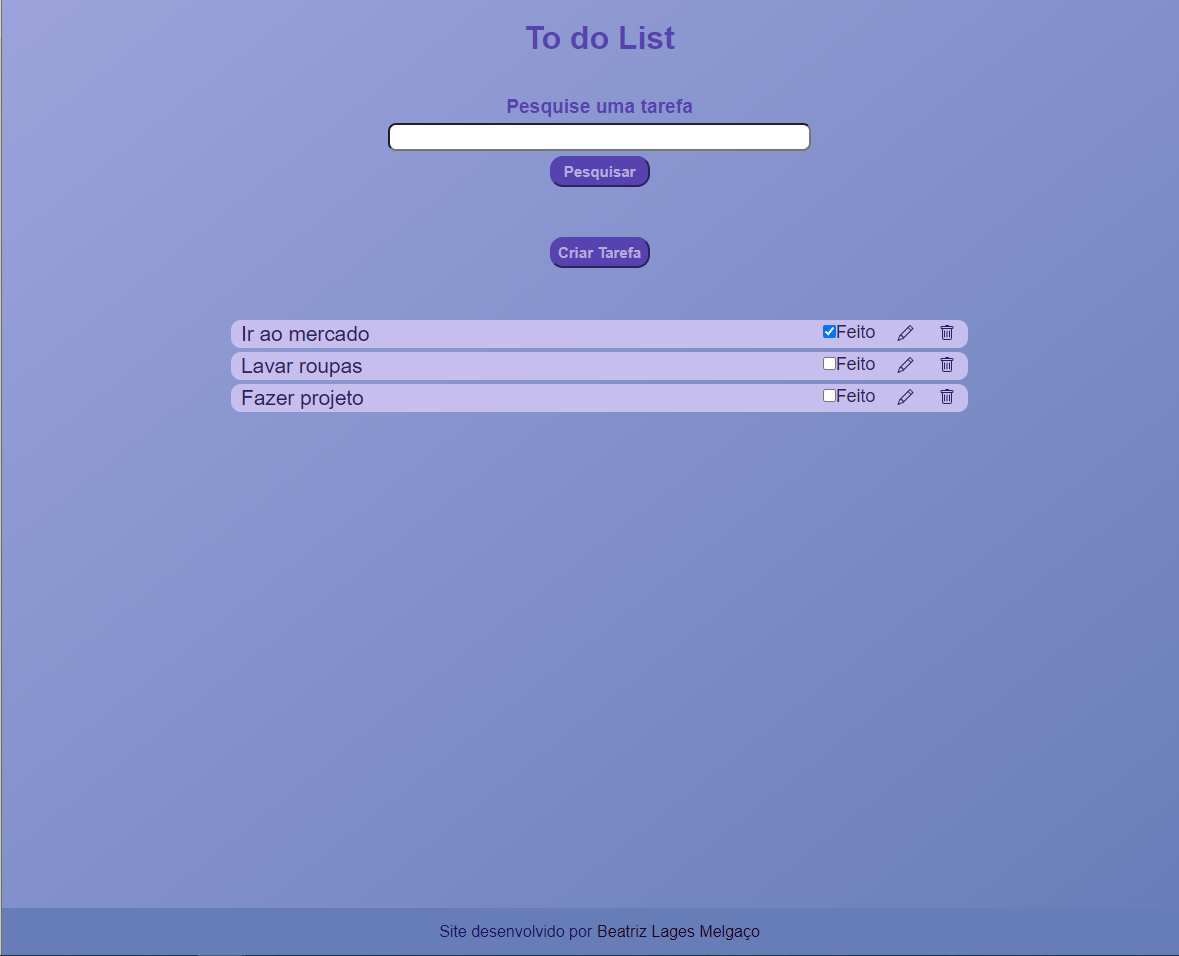 To do List
Pesquise uma tarefa
Pesquisar
Criar Tarefa
Ir ao mercado Feito
Lavar roupas Feito
Fazer projeto Feito
Site desenvolvido por Beatriz Lages Melgaço